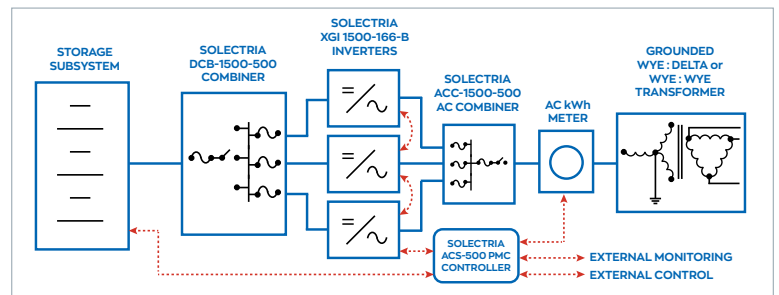 STORAGE
SUBSYSTEM
SOLECTRIA
DCB-1500-500
COMBINER
SOLECTRIA
XGI 1500-166-B
INVERTERS
SOLECTRIA
ACC-1500-500
AC COMBINER
AC kWh
METER
GROUNDED
WYE : DELTA or
WYE : WYE
TRANSFORMER
SOLECTRIA
ACS-500 PMC
CONTROLLER
EXTERNAL MONITORING
EXTERNAL CONTROL